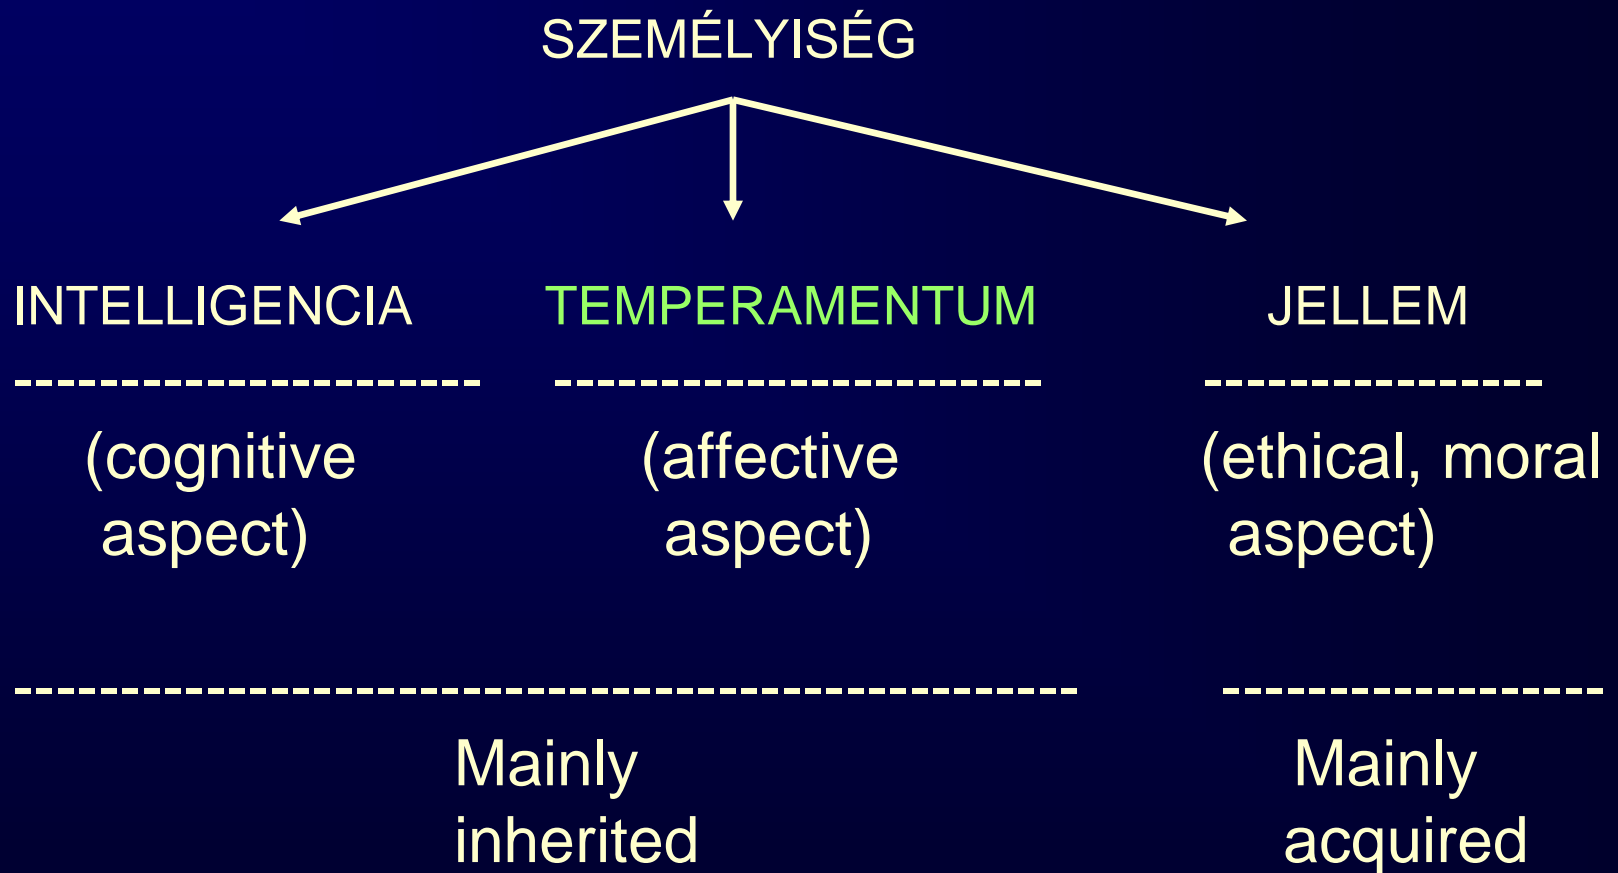 SZEMÉLYISÉG
INTELLIGENCIA TEMPERAMENTUM JELLEM
(cognitive (affective (ethical, moral
aspect) aspect) aspect)
Mainly Mainly
inherited acquired